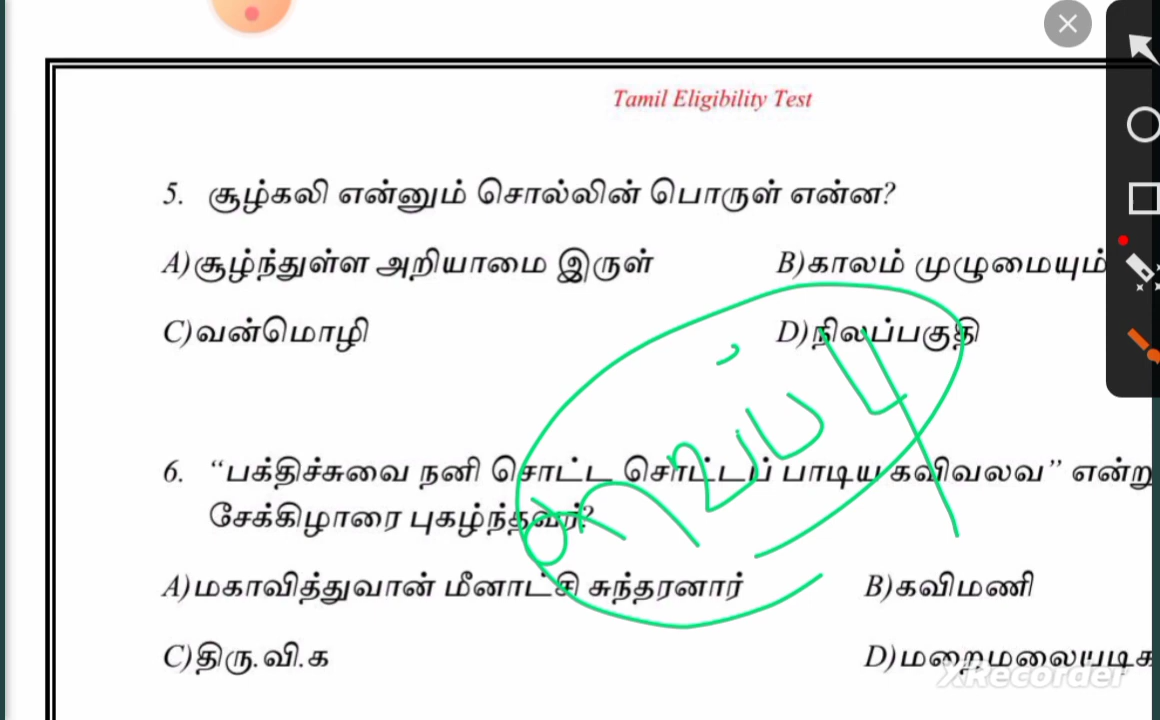 Tamil Eligibility Test
5. சூழ்கலி என்னும் சொல்லின் பொருள் என்ன?
A)சூழ்ந்துள்ள அறியாமை இருள் B)காலம் முழுமையும்
C)வன்மொழி D)நிலப்பகுதி
6. “பக்திச்சுவை நனி சொட்ட சொட்டப் பாடிய கவிவலவ” என்று
சேக்கிழாரை புகழ்ந்தவர்?
A)மகாவித்துவான் மீனாட்சி சுந்தரனார் B)கவிமணி
C)திரு.வி.க D)மறைமலையடிக
XRecorder